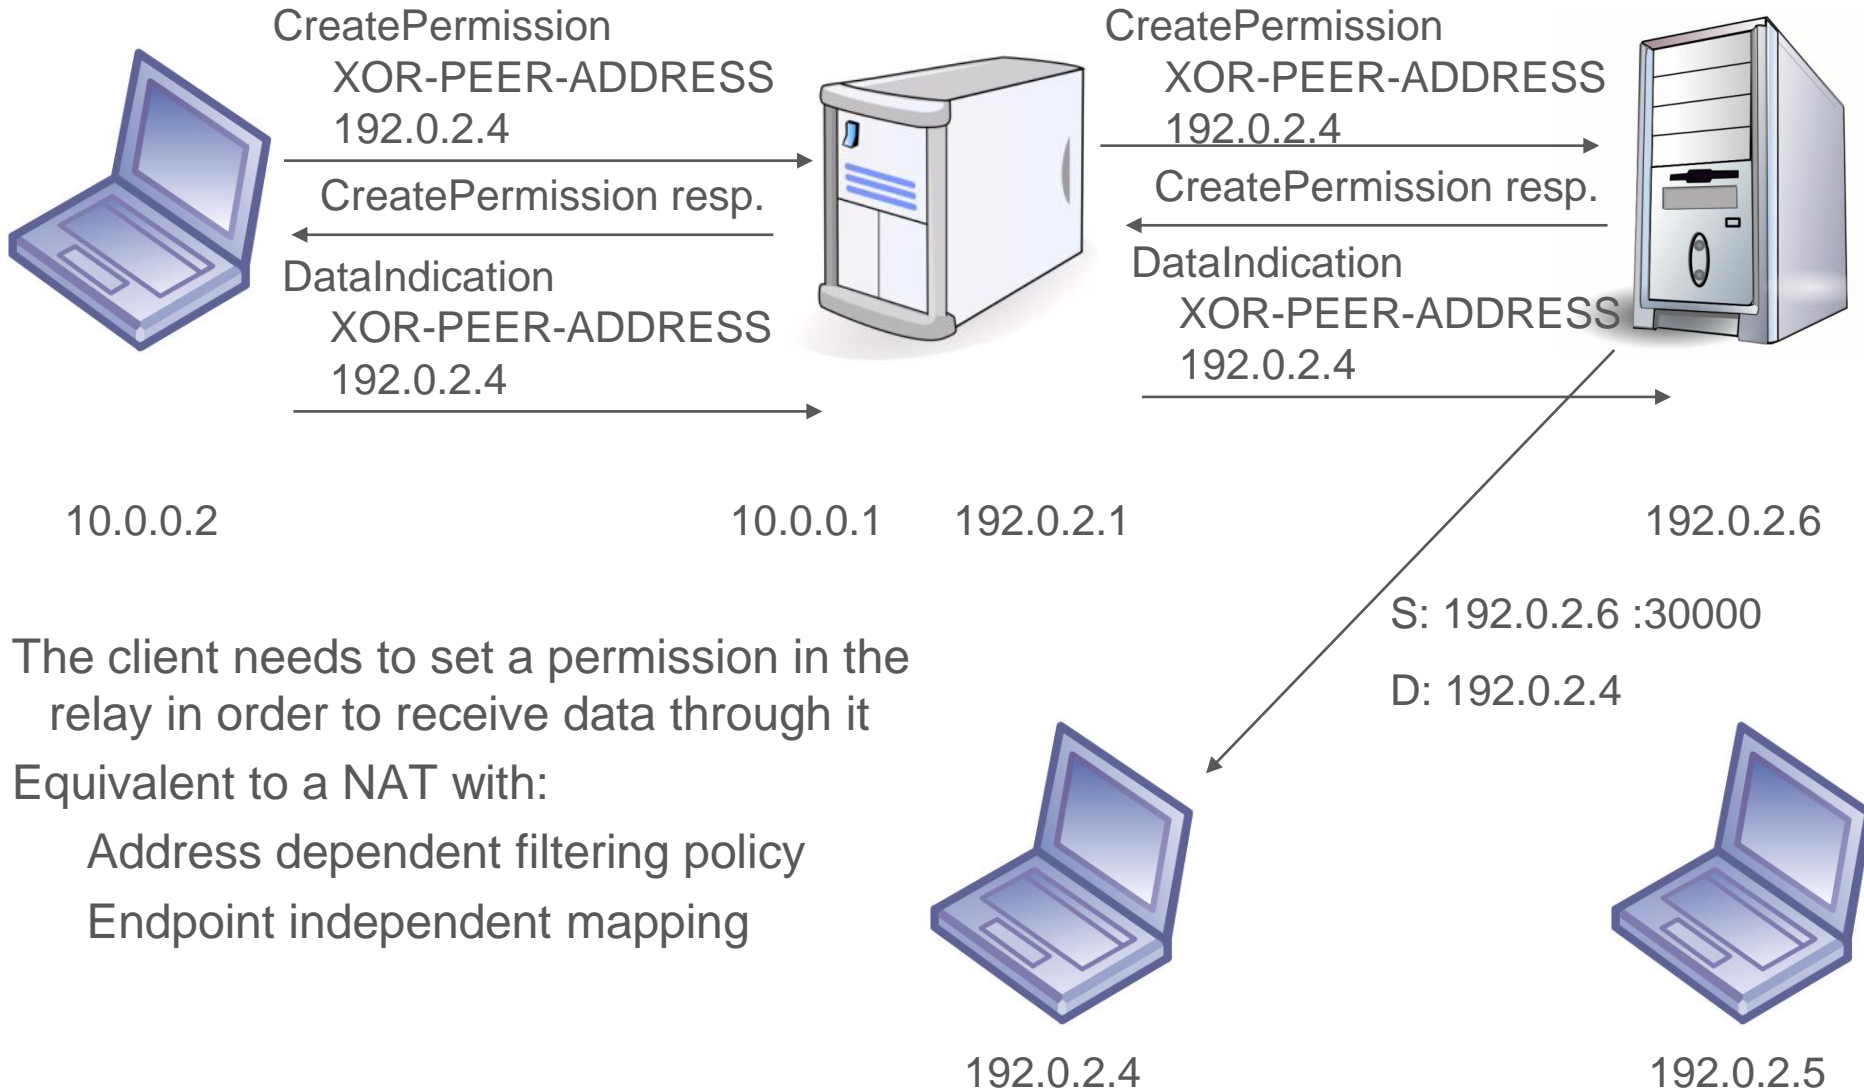 CreatePermission
XOR-PEER-ADDRESS
192.0.2.4
CreatePermission resp.
DataIndication
XOR-PEER-ADDRESS
192.0.2.4
CreatePermission
XOR-PEER-ADDRESS
192.0.2.4
CreatePermission resp.
DataIndication
XOR-PEER-ADDRESS
192.0.2.4
10.0.0.2
10.0.0.1
192.0.2.1
192.0.2.6
S: 192.0.2.6 :30000
D: 192.0.2.4
The client needs to set a permission in the
relay in order to receive data through it
Equivalent to a NAT with:
Address dependent filtering policy
Endpoint independent mapping
192.0.2.4
192.0.2.5